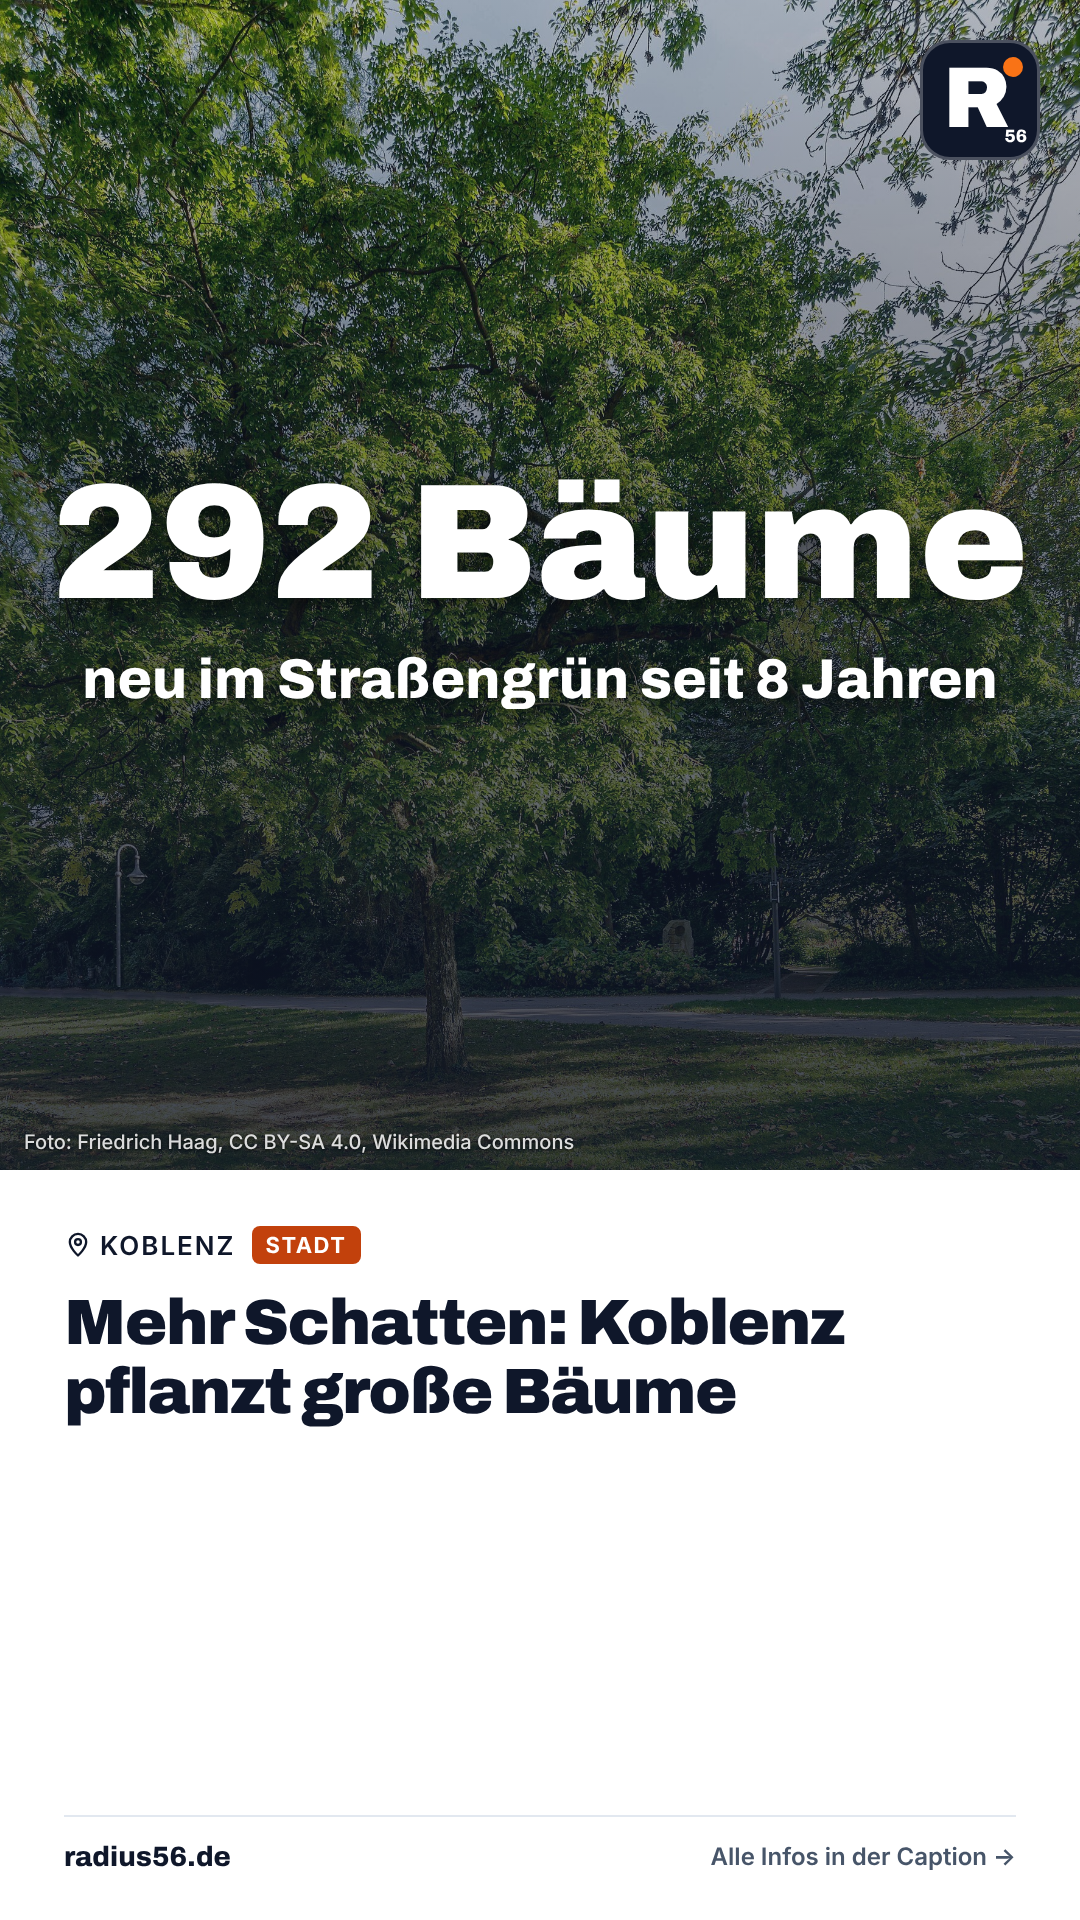 R
56
292 Bäume
neu im Straßengrün seit 8 Jahren
Foto: Friedrich Haag, CC BY-SA 4.0, Wikimedia Commons
KOBLENZ STADT
Mehr Schatten: Koblenz
pflanzt große Bäume
radius56.de Alle Infos in der Caption →